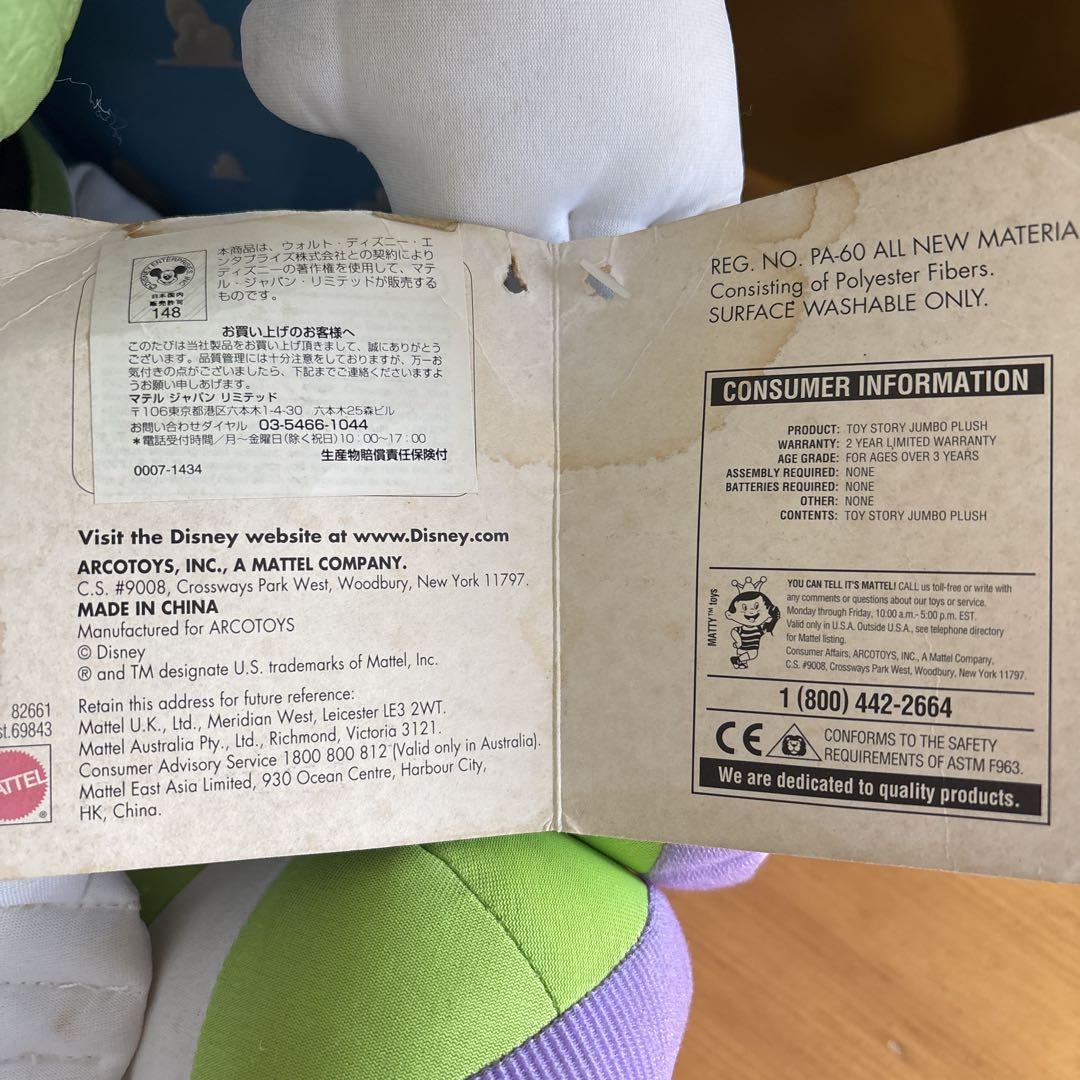 DISNEY ENTERPRISES, INC
日本国内
販売許可
148
本商品は、ウォルト・ディズニー・エ
ンタプライズ株式会社との契約により
ディズニーの著作権を使用して、マテ
ル・ジャパン・リミテッドが販売する
ものです。
お買い上げのお客様へ
このたびは当社製品をお買い上げ頂きまして、誠にありがとう
ございます。品質管理には十分注意をしておりますが、万一お
気付きの点がございましたら、下記までご連絡くださいますよ
うお願い申しあげます。
マテル ジャパン リミテッド
〒106東京都港区六本木1-4-30 六本木25森ビル
お問い合わせダイヤル 03-5466-1044
*電話受付時間/月～金曜日(除く祝日)10:00～17:00
生産物賠償責任保険付
0007-1434
Visit the Disney website at www.Disney.com
ARCOTOYS, INC., A MATTEL COMPANY.
C.S. #9008, Crossways Park West, Woodbury, New York 11797.
MADE IN CHINA
Manufactured for ARCOTOYS
© Disney
® and TM designate U.S. trademarks of Mattel, Inc.
82661
st.69843
ATTEL
®
Retain this address for future reference:
Mattel U.K., Ltd., Meridian West, Leicester LE3 2WT.
Mattel Australia Pty., Ltd., Richmond, Victoria 3121.
Consumer Advisory Service 1800 800 812 (Valid only in Australia).
Mattel East Asia Limited, 930 Ocean Centre, Harbour City,
HK, China.
REG. NO. PA-60 ALL NEW MATERIA
Consisting of Polyester Fibers.
SURFACE WASHABLE ONLY.
CONSUMER INFORMATION
PRODUCT: TOY STORY JUMBO PLUSH
WARRANTY: 2 YEAR LIMITED WARRANTY
AGE GRADE: FOR AGES OVER 3 YEARS
ASSEMBLY REQUIRED: NONE
BATTERIES REQUIRED: NONE
OTHER: NONE
CONTENTS: TOY STORY JUMBO PLUSH
MATTY™ toys
YOU CAN TELL IT'S MATTEL! CALL us toll-free or write with
any comments or questions about our toys or service.
Monday through Friday, 10:00 a.m.- 5:00 p.m. EST.
Valid only in U.S.A. Outside U.S.A., see telephone directory
for Mattel listing.
Consumer Affairs, ARCOTOYS, INC., A Mattel Company,
C.S. #9008, Crossways Park West, Woodbury, New York 11797.
1 (800) 442-2664
CE
CONFORMS TO THE SAFETY
REQUIREMENTS OF ASTM F963.
We are dedicated to quality products.